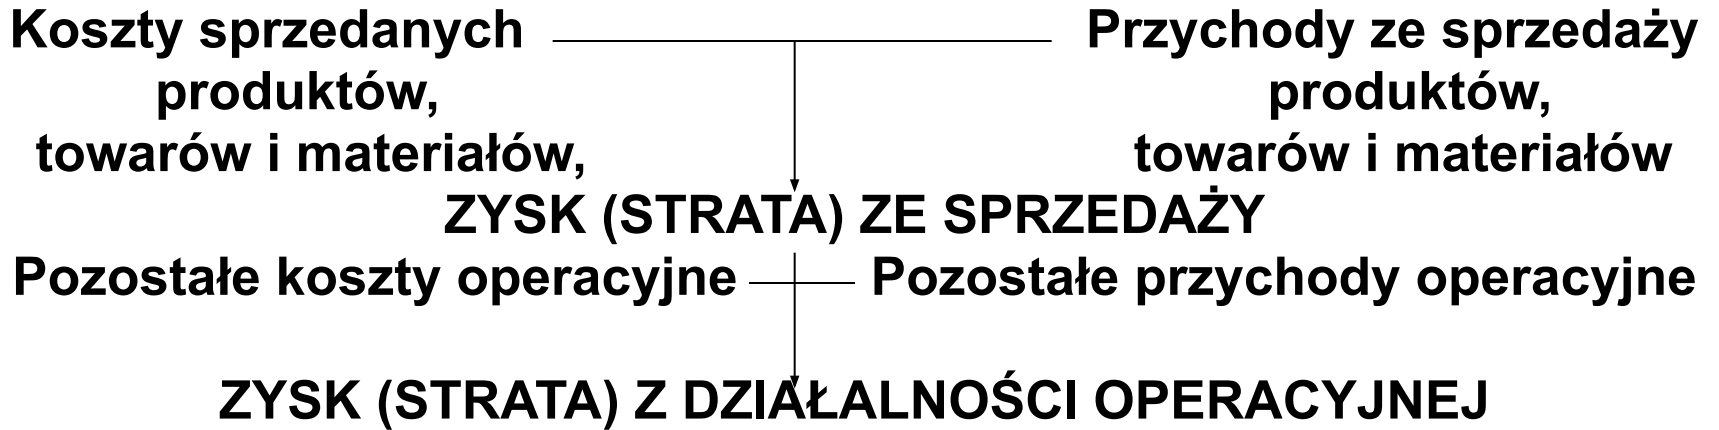 Koszty sprzedanych
produktów,
towarów i materiałów,
Przychody ze sprzedaży
produktów,
towarów i materiałów
ZYSK (STRATA) ZE SPRZEDAŻY
Pozostałe koszty operacyjne
Pozostałe przychody operacyjne
ZYSK (STRATA) Z DZIAŁALNOŚCI OPERACYJNEJ